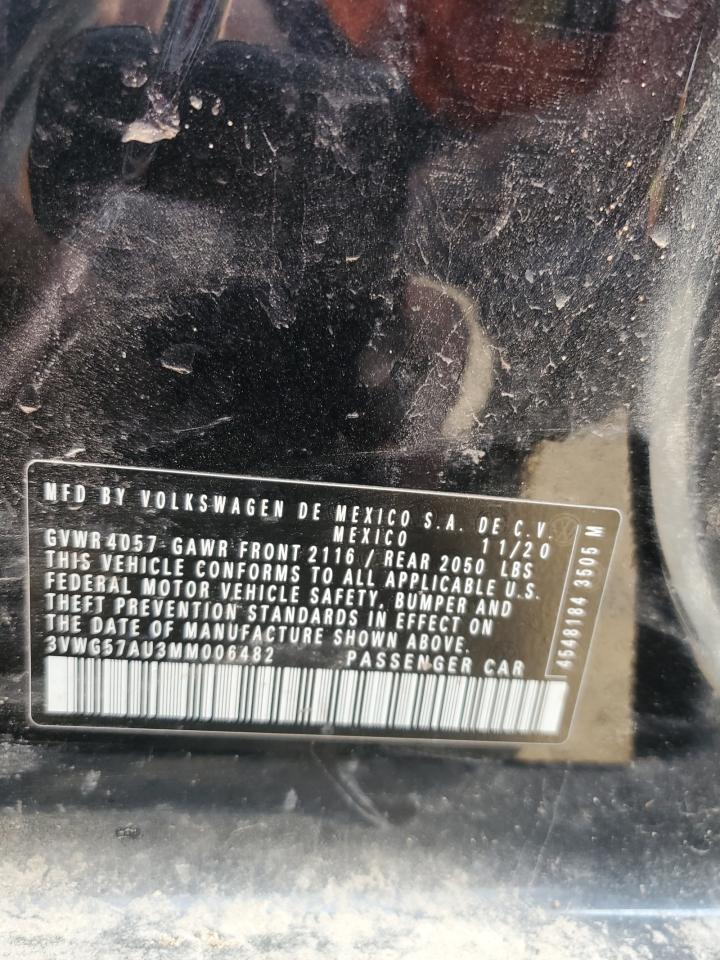 MFD BY VOLKSWAGEN DE MEXICO S.A. DE C.V.
MEXICO 11/20
GVWR 4057 GAWR FRONT 2116 / REAR 2050 LBS
THIS VEHICLE CONFORMS TO ALL APPLICABLE U.S.
FEDERAL MOTOR VEHICLE SAFETY, BUMPER AND
THEFT PREVENTION STANDARDS IN EFFECT ON
THE DATE OF MANUFACTURE SHOWN ABOVE.
3VWG57AU3MM006482 PASSENGER CAR
4548184 3505 M